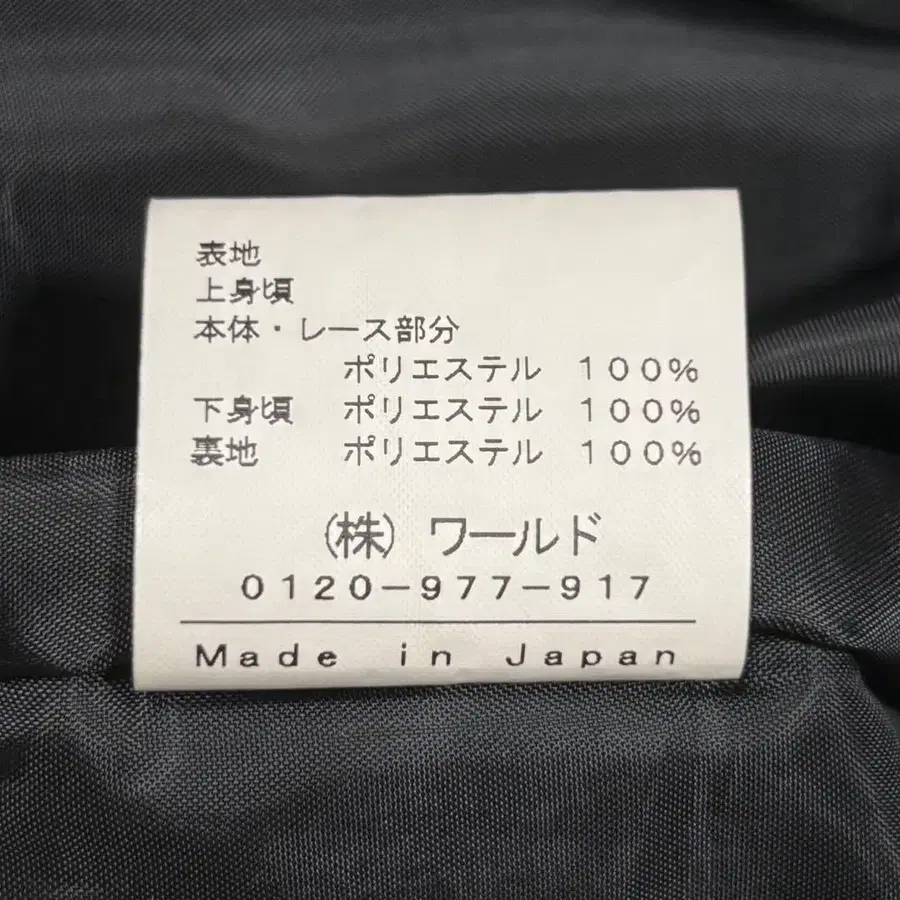 表地
上身頃
本体・レース部分
ポリエステル 100%
下身頃 ポリエステル 100%
裏地 ポリエステル 100%
(株) ワールド
0120-977-917
Made in Japan